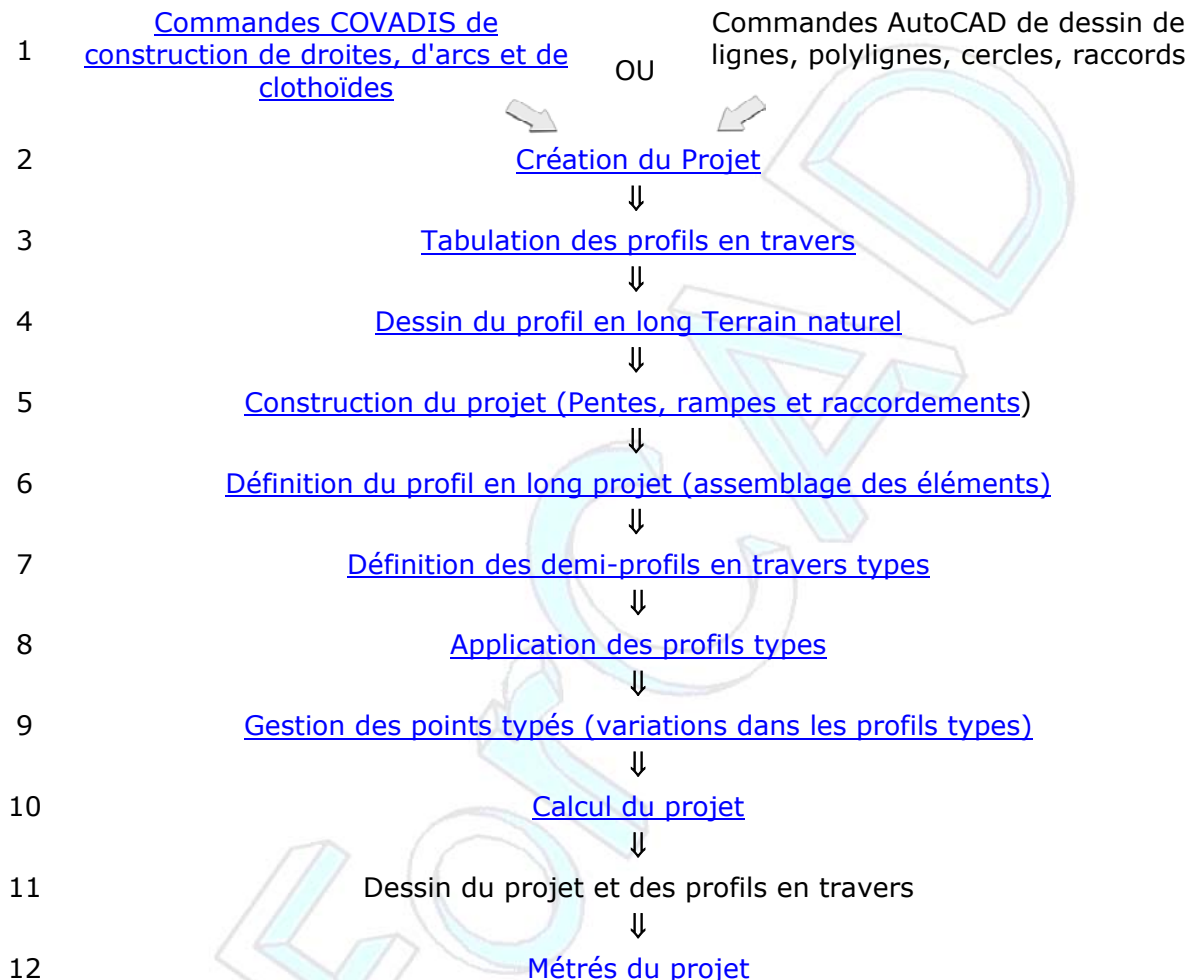 1
Commandes COVADIS de
construction de droites, d'arcs et de
clothoïdes
OU
Commandes AutoCAD de dessin de
lignes, polylignes, cercles, raccords
2 Création du Projet
⇓
3 Tabulation des profils en travers
⇓
4 Dessin du profil en long Terrain naturel
⇓
5 Construction du projet (Pentes, rampes et raccordements)
⇓
6 Définition du profil en long projet (assemblage des éléments)
⇓
7 Définition des demi-profils en travers types
⇓
8 Application des profils types
⇓
9 Gestion des points typés (variations dans les profils types)
⇓
10 Calcul du projet
⇓
11 Dessin du projet et des profils en travers
⇓
12 Métrés du projet
ForCAD